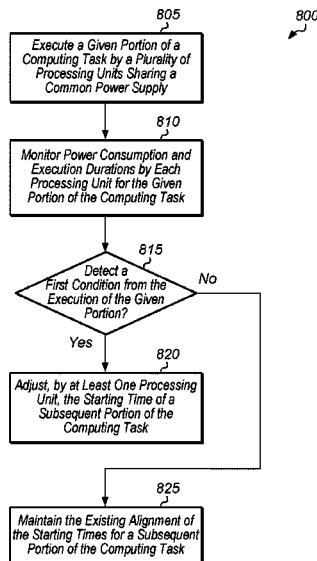 800
805
Execute a Given Portion of a
Computing Task by a Plurality of
Processing Units Sharing a
Common Power Supply
810
Monitor Power Consumption and
Execution Durations by Each
Processing Unit for the Given
Portion of the Computing Task
815
Detect a
First Condition from the
Execution of the Given
Portion?
No
Yes
820
Adjust, by at Least One Processing
Unit, the Starting Time of a
Subsequent Portion of the
Computing Task
825
Maintain the Existing Alignment of
the Starting Times for a Subsequent
Portion of the Computing Task